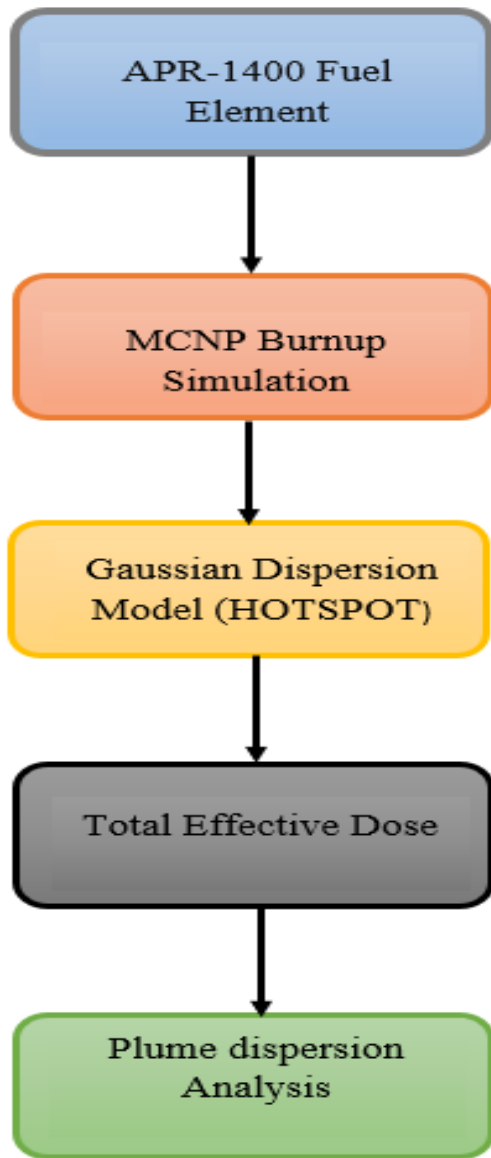 APR-1400 Fuel
Element
MCNP Burnup
Simulation
Gaussian Dispersion
Model (HOTSPOT)
Total Effective Dose
Plume dispersion
Analysis